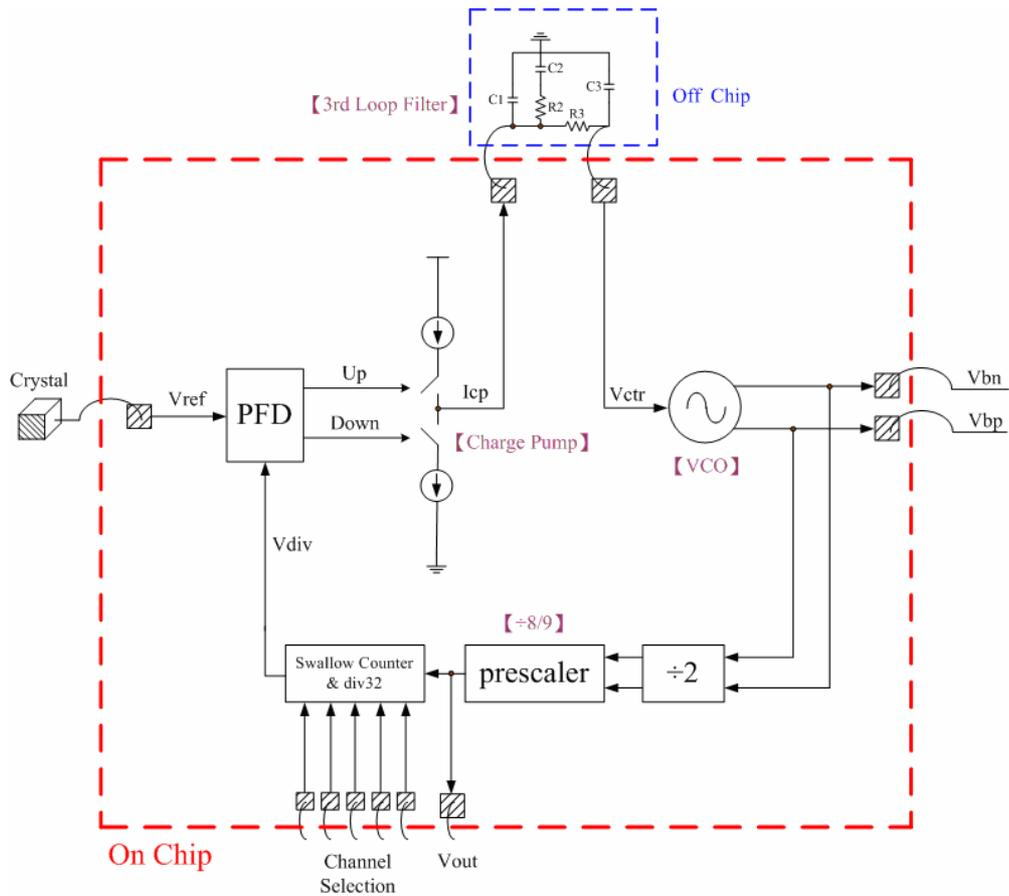 C2
C1
C3
R2
R3
【3rd Loop Filter】
Off Chip
Crystal
Vref
PFD
Up
Down
Icp
【Charge Pump】
Vctr
【VCO】
Vbn
Vbp
Vdiv
【÷8/9】
Swallow Counter
& div32
prescaler
÷2
On Chip
Channel
Selection
Vout